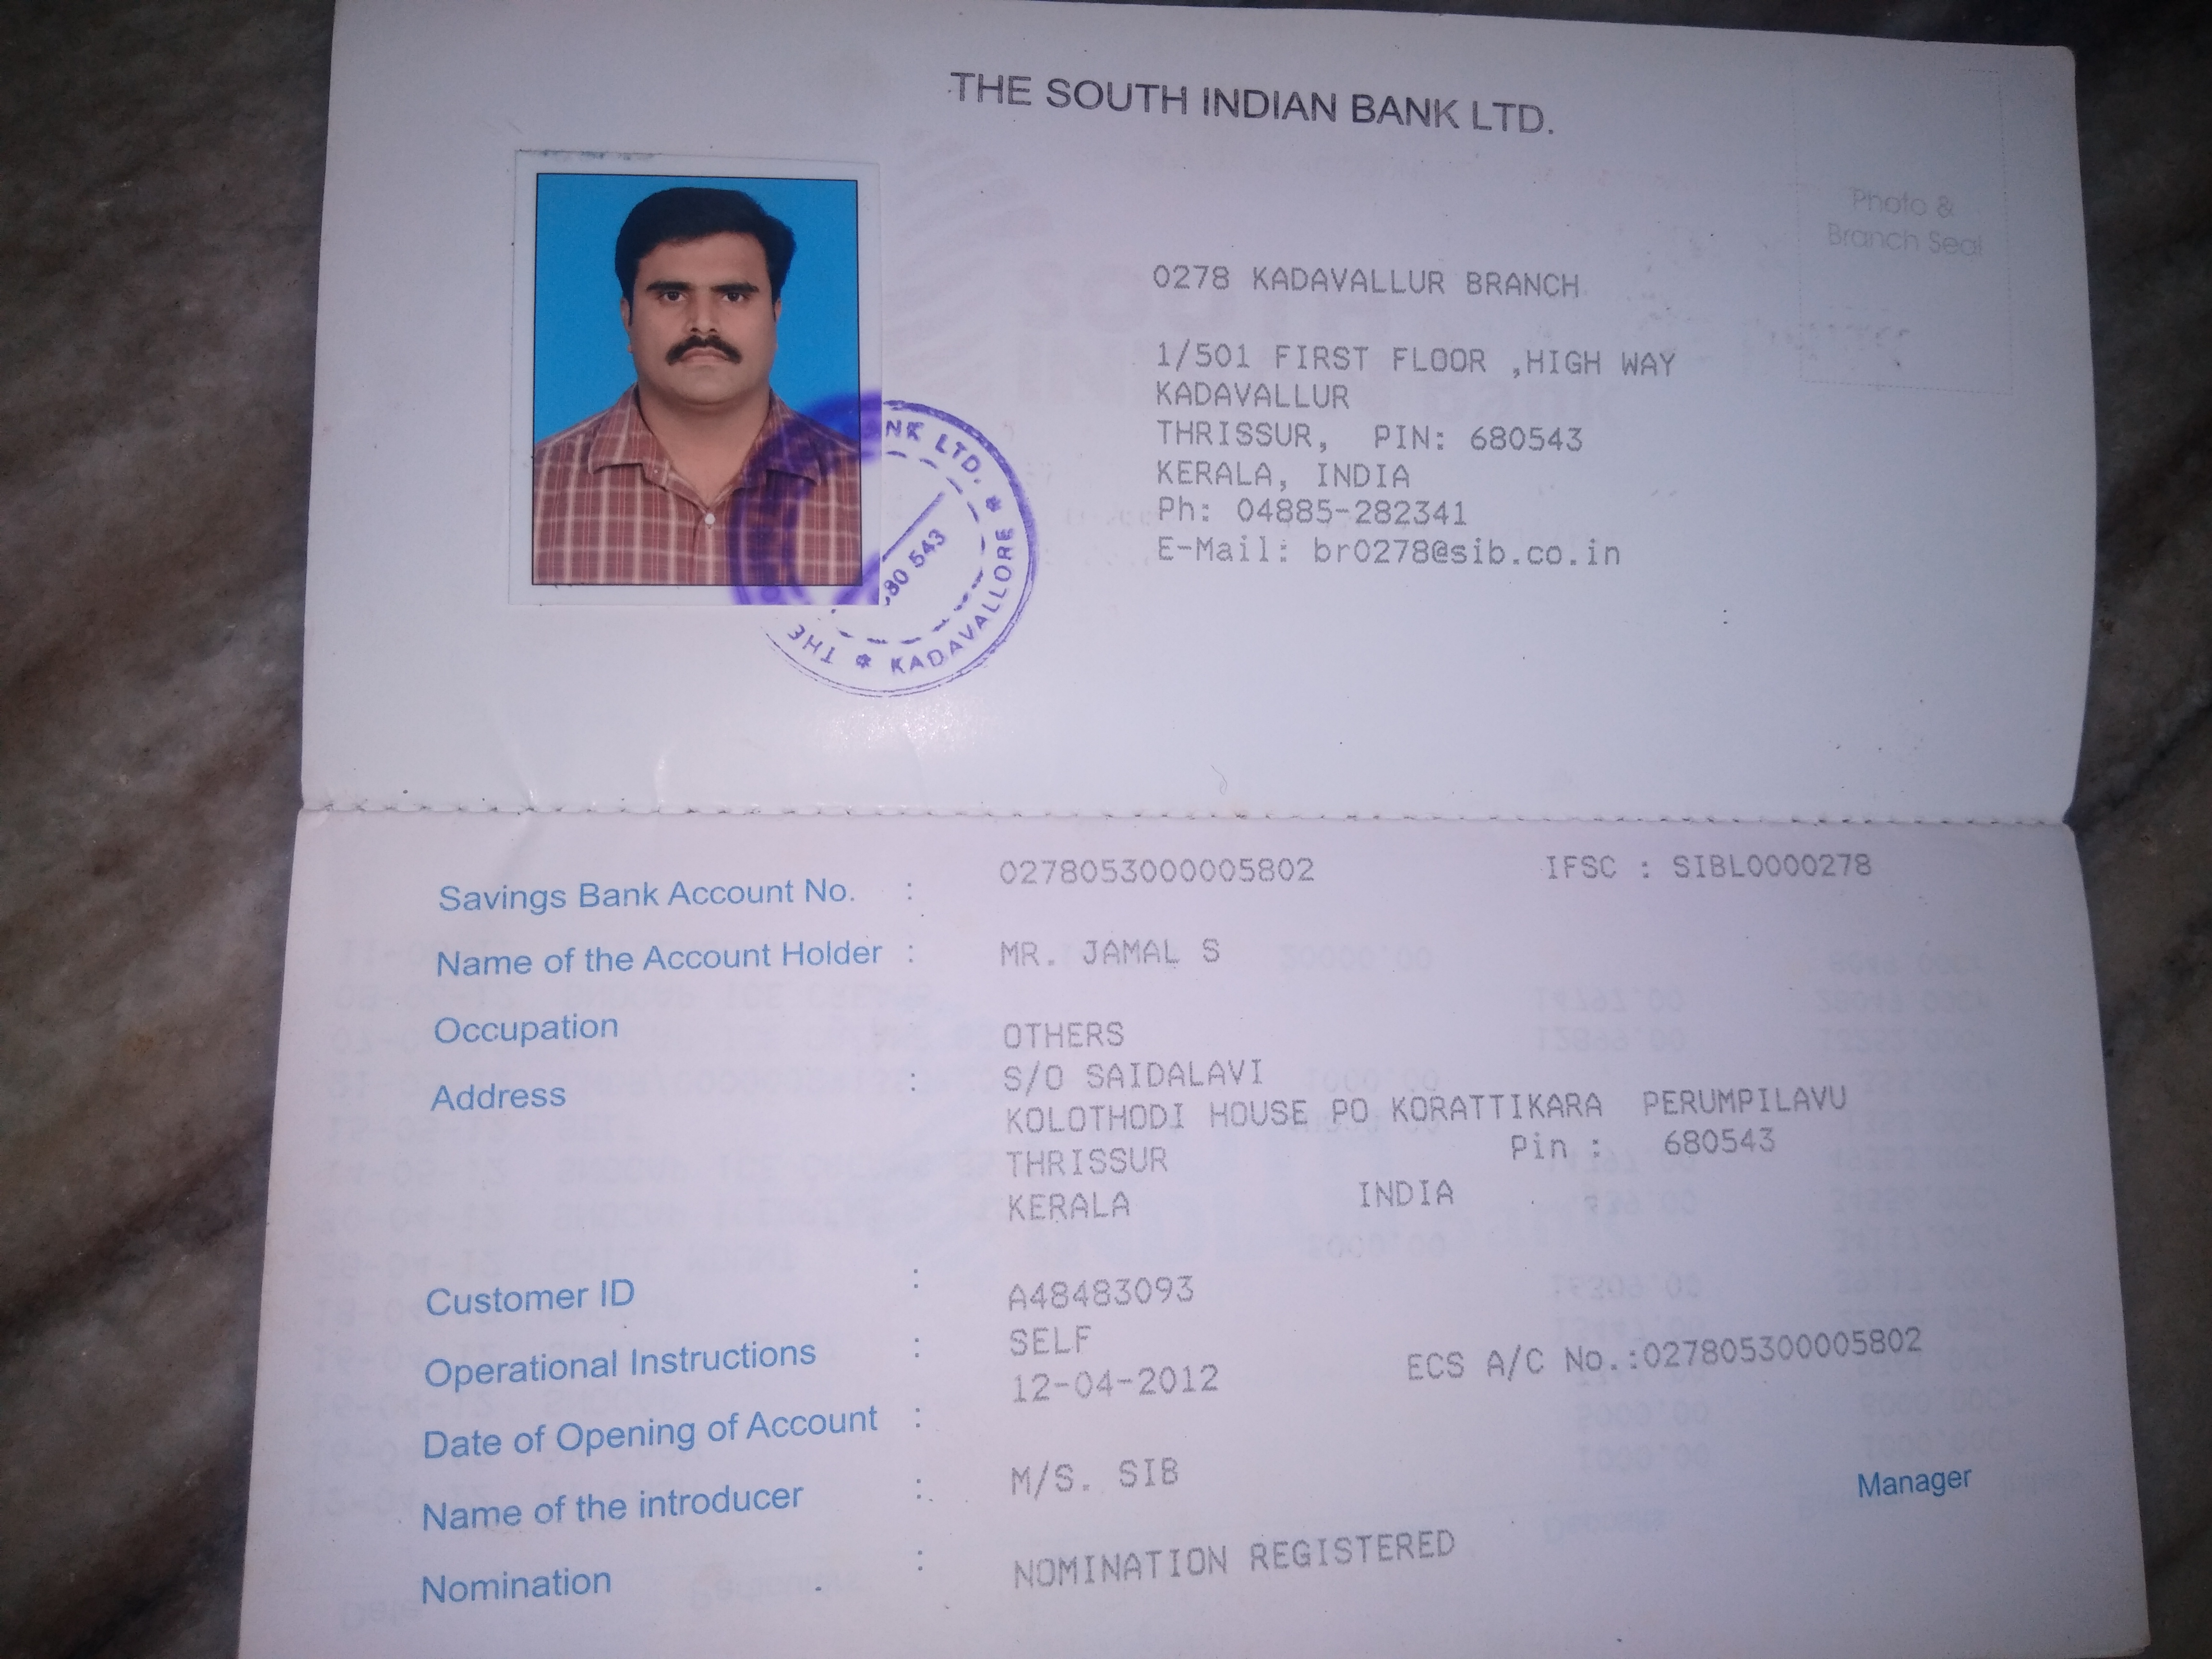 THE SOUTH INDIAN BANK LTD.
Photo &
Branch Seal
0278 KADAVALLUR BRANCH
1/501 FIRST FLOOR ,HIGH WAY
KADAVALLUR
THRISSUR, PIN: 680543
KERALA, INDIA
Ph: 04885-282341
E-Mail: br0278@sib.co.in
THE NK LTD. * KADAVALLORE *
543
Savings Bank Account No. : 0278053000005802 IFSC : SIBL0000278
Name of the Account Holder : MR. JAMAL S
Occupation OTHERS
Address : S/O SAIDALAVI
KOLOTHODI HOUSE PO KORATTIKARA PERUMPILAVU
THRISSUR Pin : 680543
KERALA INDIA
Customer ID : A48483093
Operational Instructions : SELF
Date of Opening of Account : 12-04-2012 ECS A/C No.:027805300005802
Name of the introducer : M/S. SIB
Manager
Nomination : NOMINATION REGISTERED